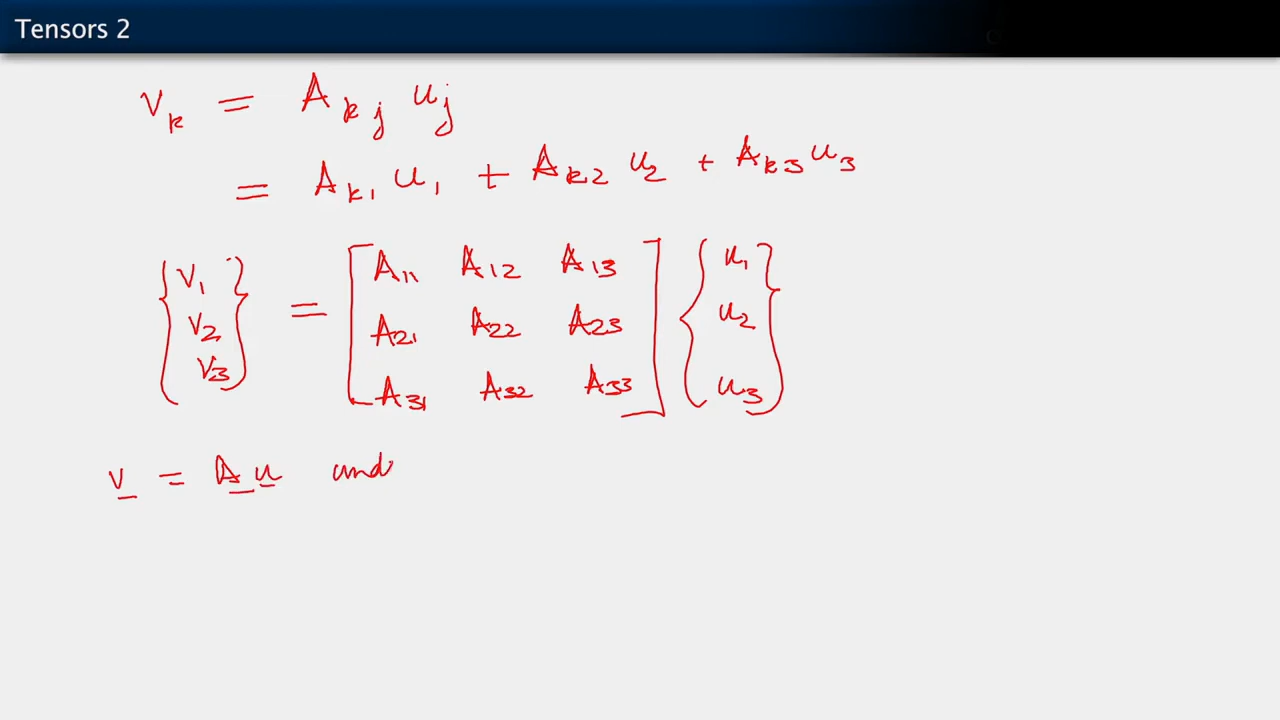 Tensors 2
v_k = A_kj u_j
= A_k1 u_1 + A_k2 u_2 + A_k3 u_3
{v_1 v_2 v_3} = [A_11 A_12 A_13 A_21 A_22 A_23 A_31 A_32 A_33] {u_1 u_2 u_3}
v = A u und